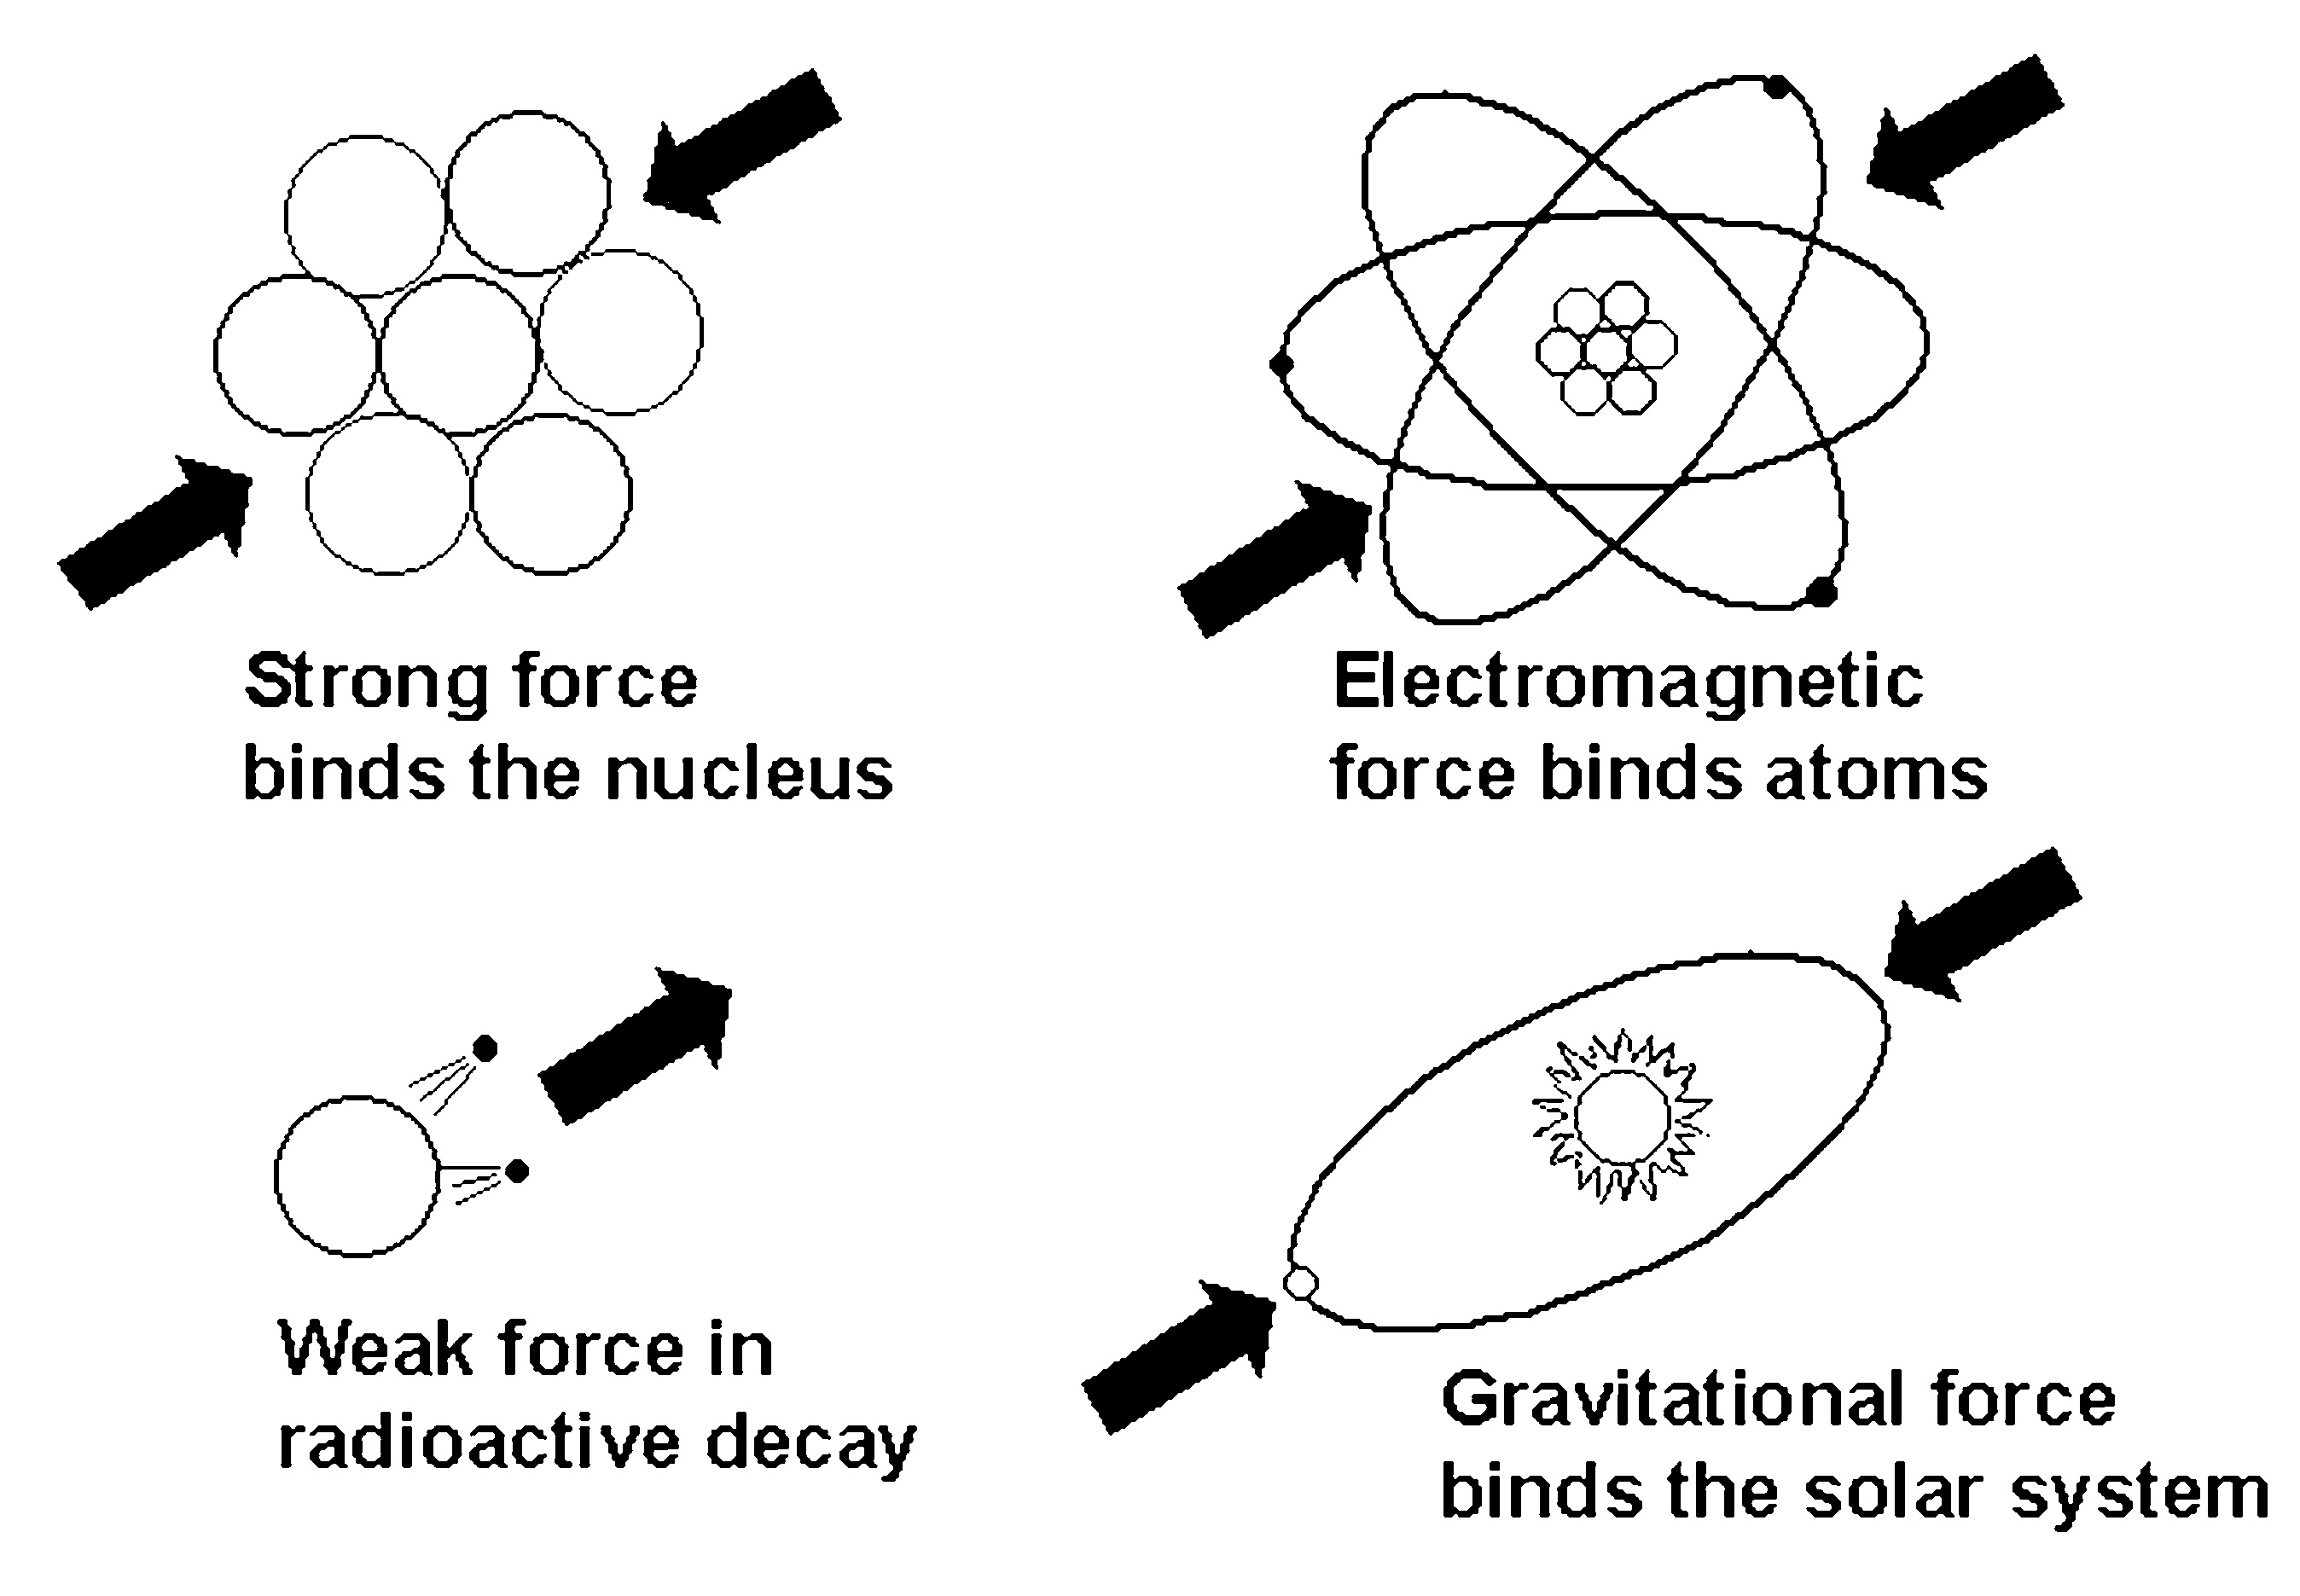 Strong force
binds the nucleus
Electromagnetic
force binds atoms
Weak force in
radioactive decay
Gravitational force
binds the solar system